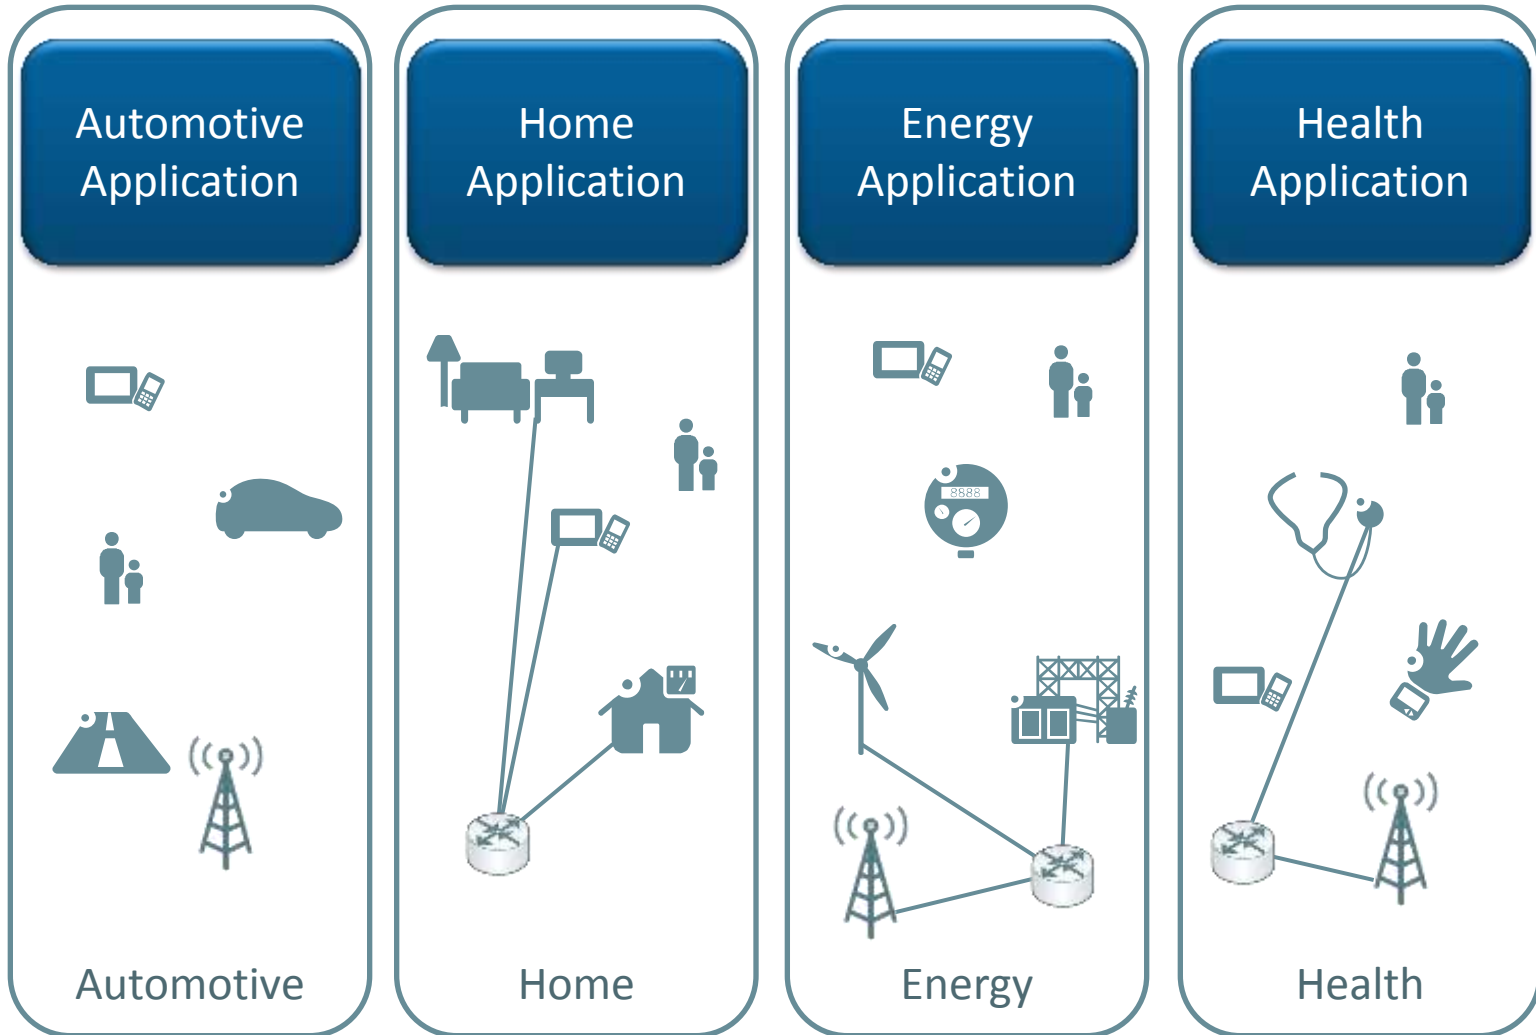 Automotive
Application
Home
Application
Energy
Application
Health
Application
8888
Automotive
Home
Energy
Health